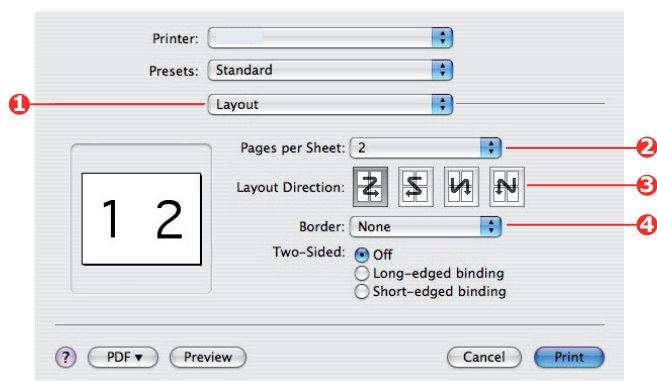 Printer:
Presets: Standard
1 Layout
Pages per Sheet: 2 2
Layout Direction: 3
1 2
Border: None 4
Two-Sided: Off
Long-edged binding
Short-edged binding
? PDF▼ Preview Cancel Print